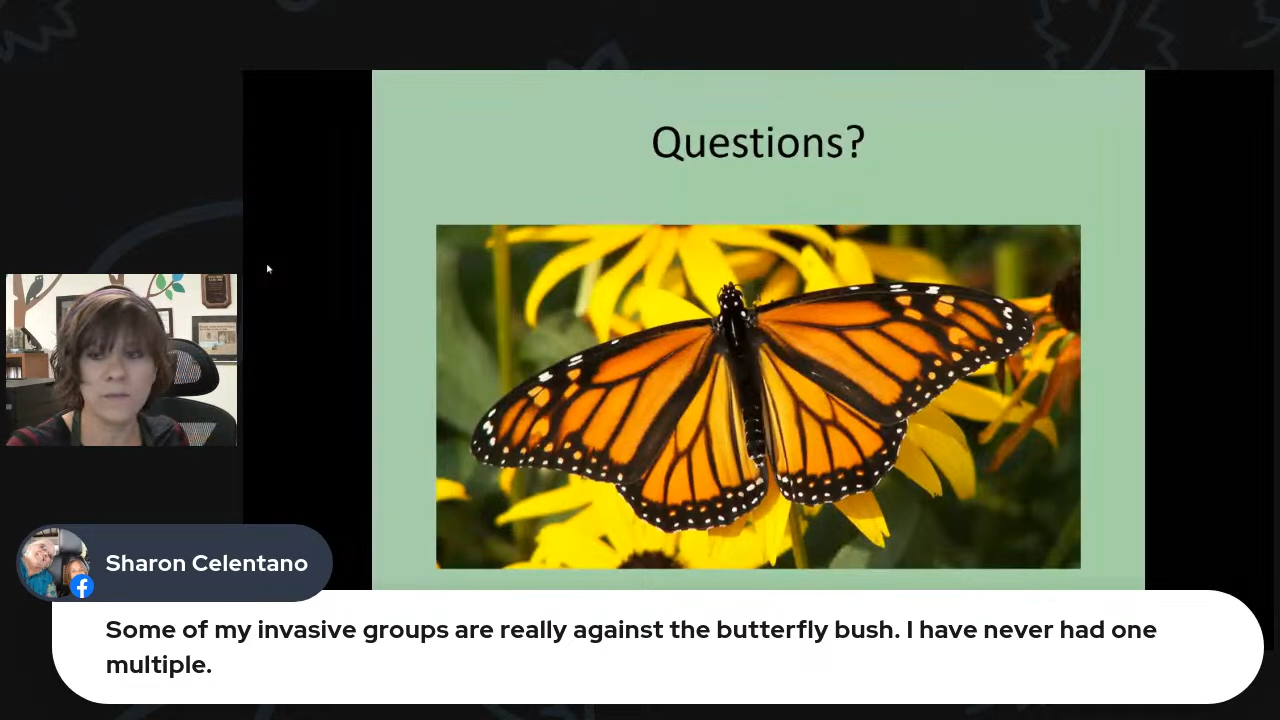 Questions?
Sharon Celentano
Some of my invasive groups are really against the butterfly bush. I have never had one
multiple.